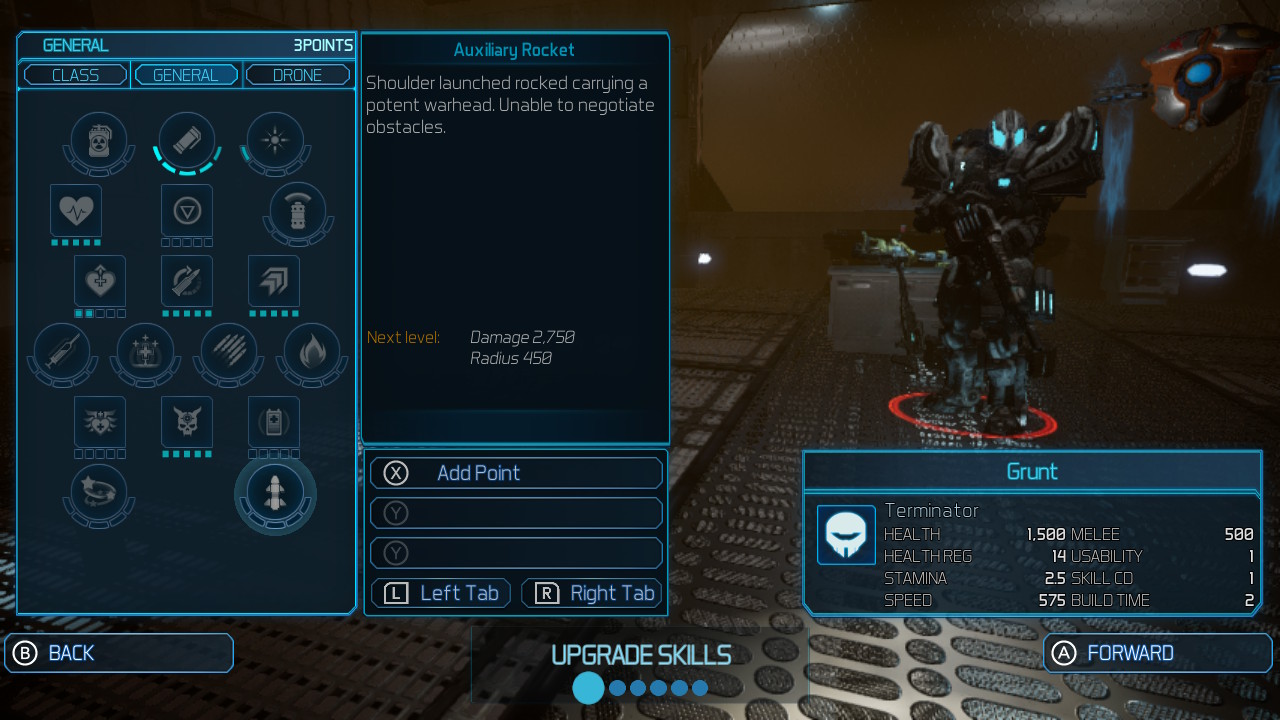 GENERAL 3POINTS
CLASS GENERAL DRONE
Auxiliary Rocket
Shoulder launched rocked carrying a
potent warhead. Unable to negotiate
obstacles.
Next level: Damage 2,750
Radius 450
X Add Point
Y
Y
L Left Tab R Right Tab
Grunt
Terminator
HEALTH 1,500 MELEE 500
HEALTH REG 14 USABILITY 1
STAMINA 2.5 SKILL CD 1
SPEED 575 BUILD TIME 2
B BACK
UPGRADE SKILLS
A FORWARD